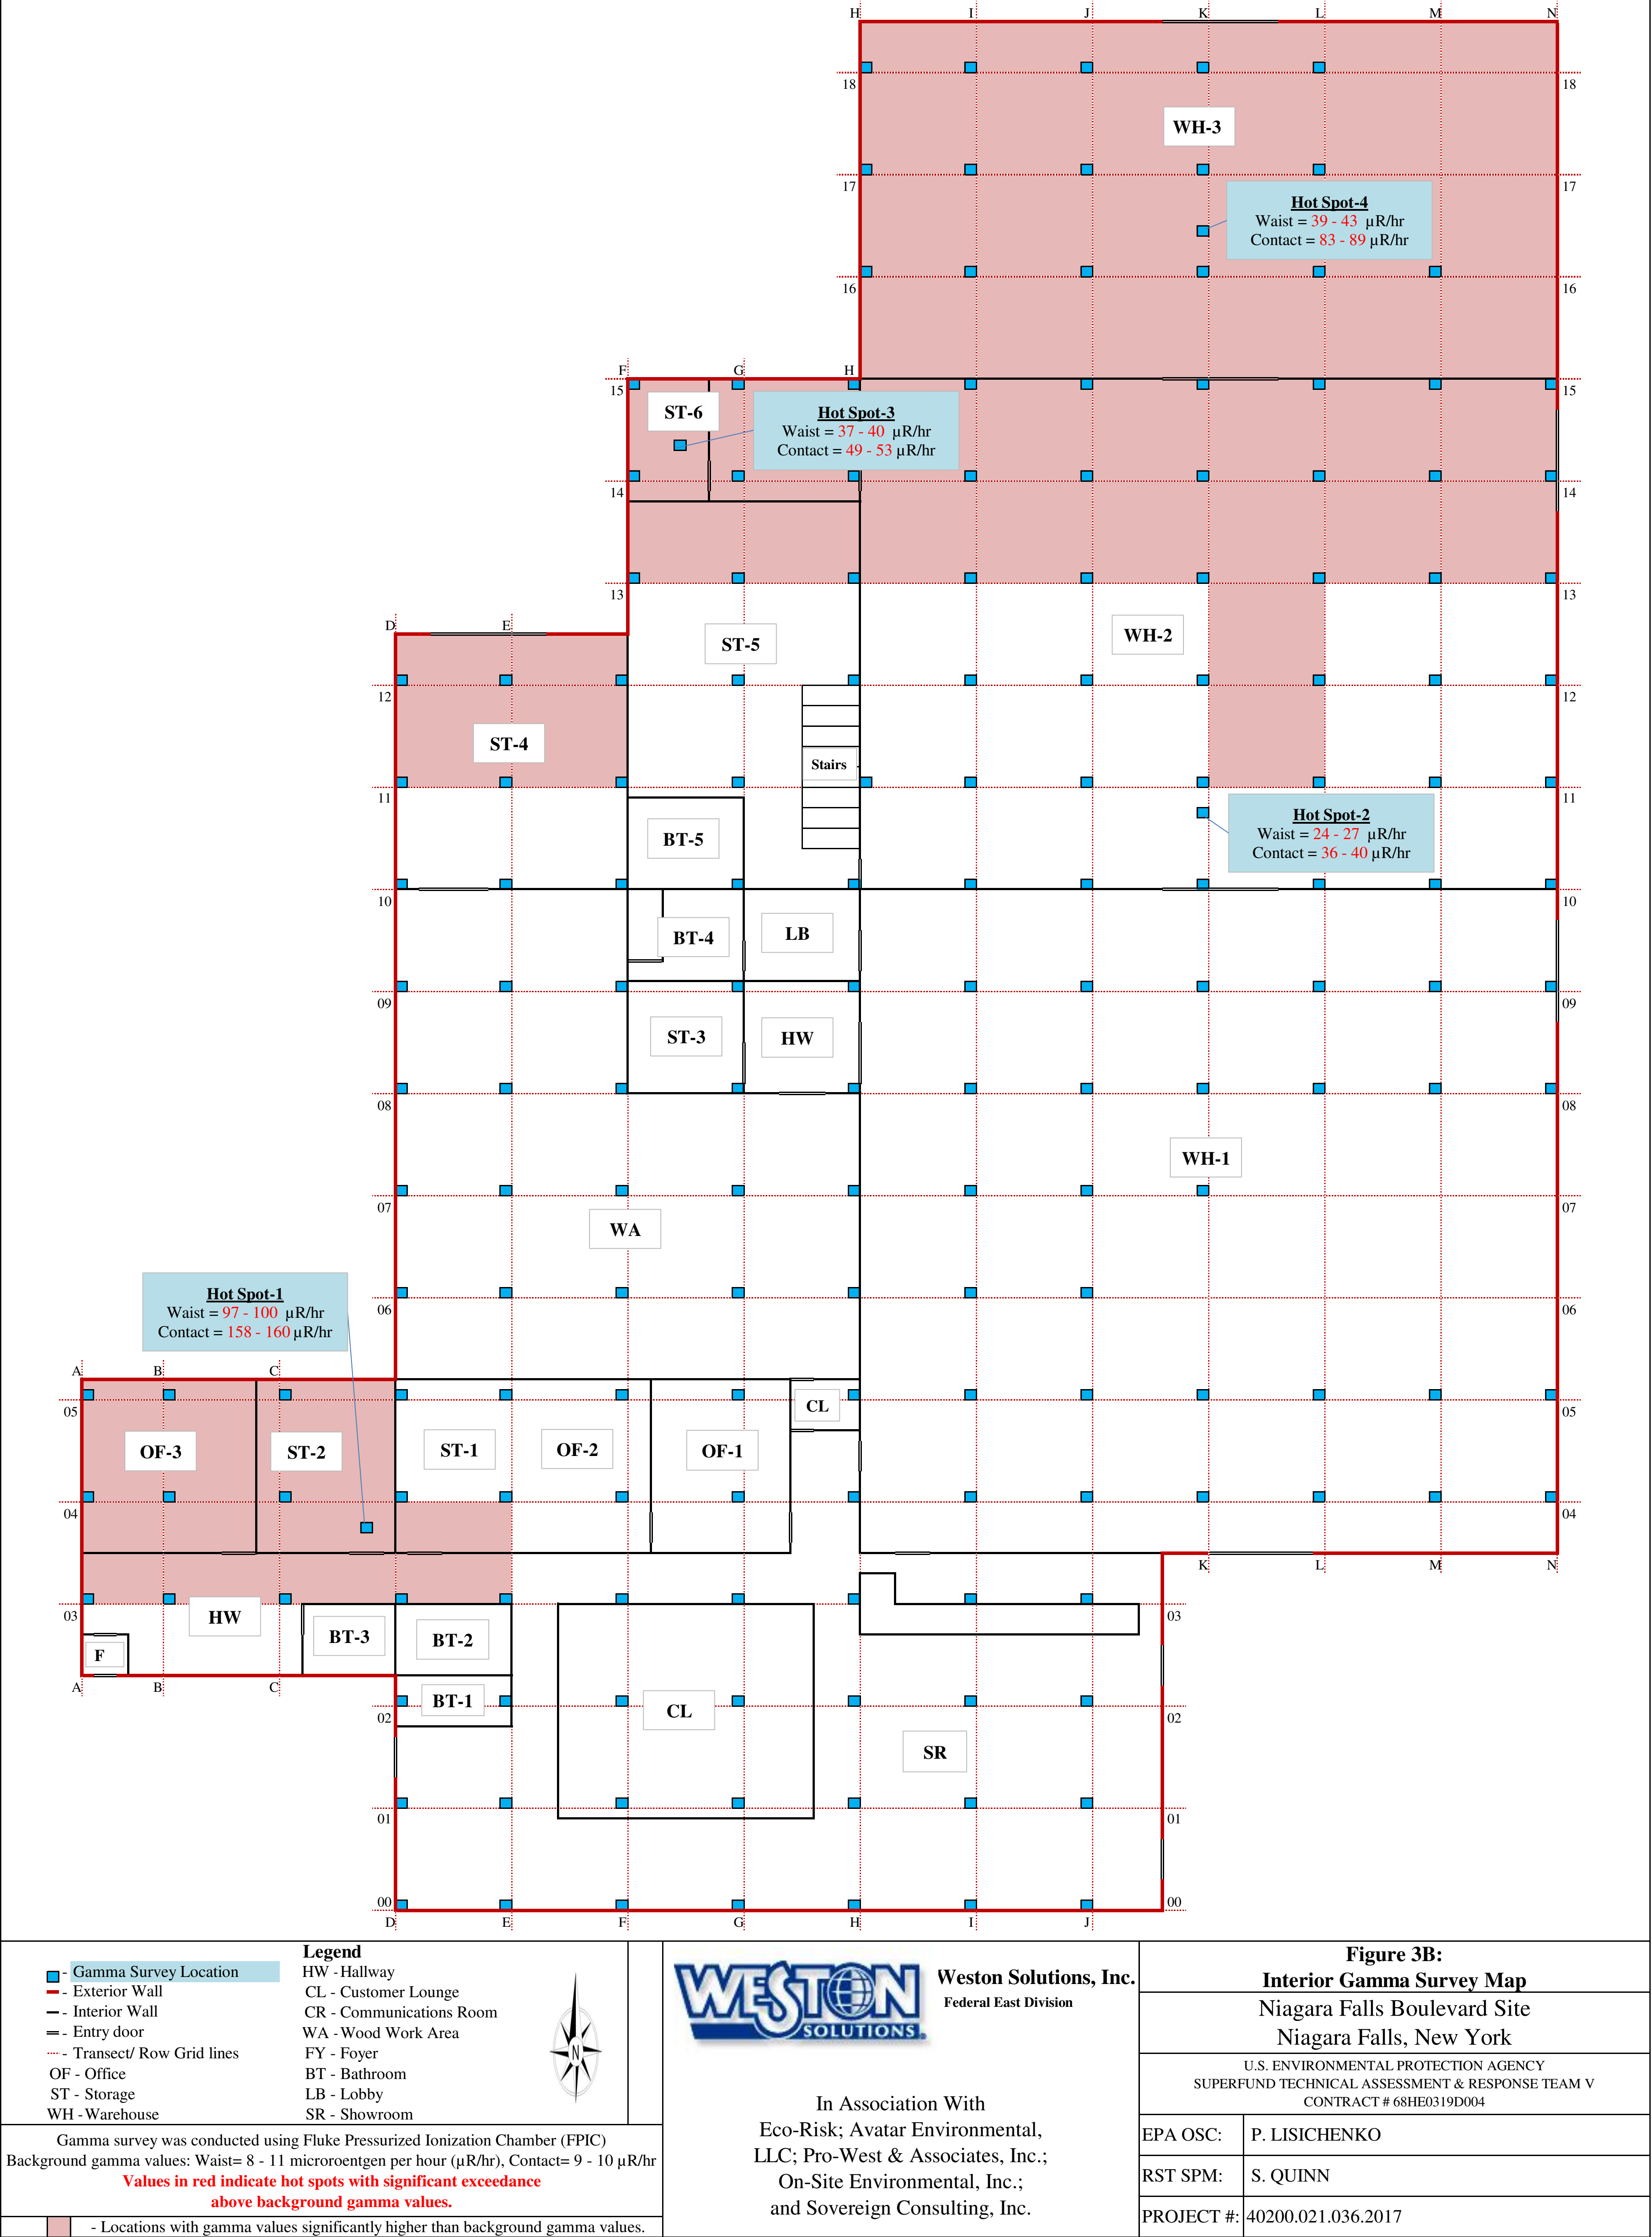 H I J K L M N
18 18
WH-3
17 17
Hot Spot-4
Waist = 39 - 43 µR/hr
Contact = 83 - 89 µR/hr
16 16
F G H
15 15
ST-6
Hot Spot-3
Waist = 37 - 40 µR/hr
Contact = 49 - 53 µR/hr
14 14
13 13
D E
ST-5
WH-2
12 12
ST-4
Stairs
11 11
Hot Spot-2
Waist = 24 - 27 µR/hr
Contact = 36 - 40 µR/hr
BT-5
10 10
BT-4
LB
09 09
ST-3
HW
08 08
WH-1
07 07
WA
Hot Spot-1
Waist = 97 - 100 µR/hr
Contact = 158 - 160 µR/hr
06 06
A B C
05 05
CL
OF-3
ST-2
ST-1
OF-2
OF-1
04 04
K L M N
03 03
HW
BT-3
BT-2
F
A B C
BT-1
CL
02 02
SR
01 01
00 00
D E F G H I J
Legend
- Gamma Survey Location
- Exterior Wall
- Interior Wall
- Entry door
- Transect/ Row Grid lines
OF - Office
ST - Storage
WH - Warehouse
HW - Hallway
CL - Customer Lounge
CR - Communications Room
WA - Wood Work Area
FY - Foyer
BT - Bathroom
LB - Lobby
SR - Showroom
N
Gamma survey was conducted using Fluke Pressurized Ionization Chamber (FPIC)
Background gamma values: Waist= 8 - 11 microroentgen per hour (µR/hr), Contact= 9 - 10 µR/hr
Values in red indicate hot spots with significant exceedance
above background gamma values.
- Locations with gamma values significantly higher than background gamma values.
WESTON
SOLUTIONS
Weston Solutions, Inc.
Federal East Division
In Association With
Eco-Risk; Avatar Environmental,
LLC; Pro-West & Associates, Inc.;
On-Site Environmental, Inc.;
and Sovereign Consulting, Inc.
Figure 3B:
Interior Gamma Survey Map
Niagara Falls Boulevard Site
Niagara Falls, New York
U.S. ENVIRONMENTAL PROTECTION AGENCY
SUPERFUND TECHNICAL ASSESSMENT & RESPONSE TEAM V
CONTRACT # 68HE0319D004
EPA OSC: P. LISICHENKO
RST SPM: S. QUINN
PROJECT #: 40200.021.036.2017